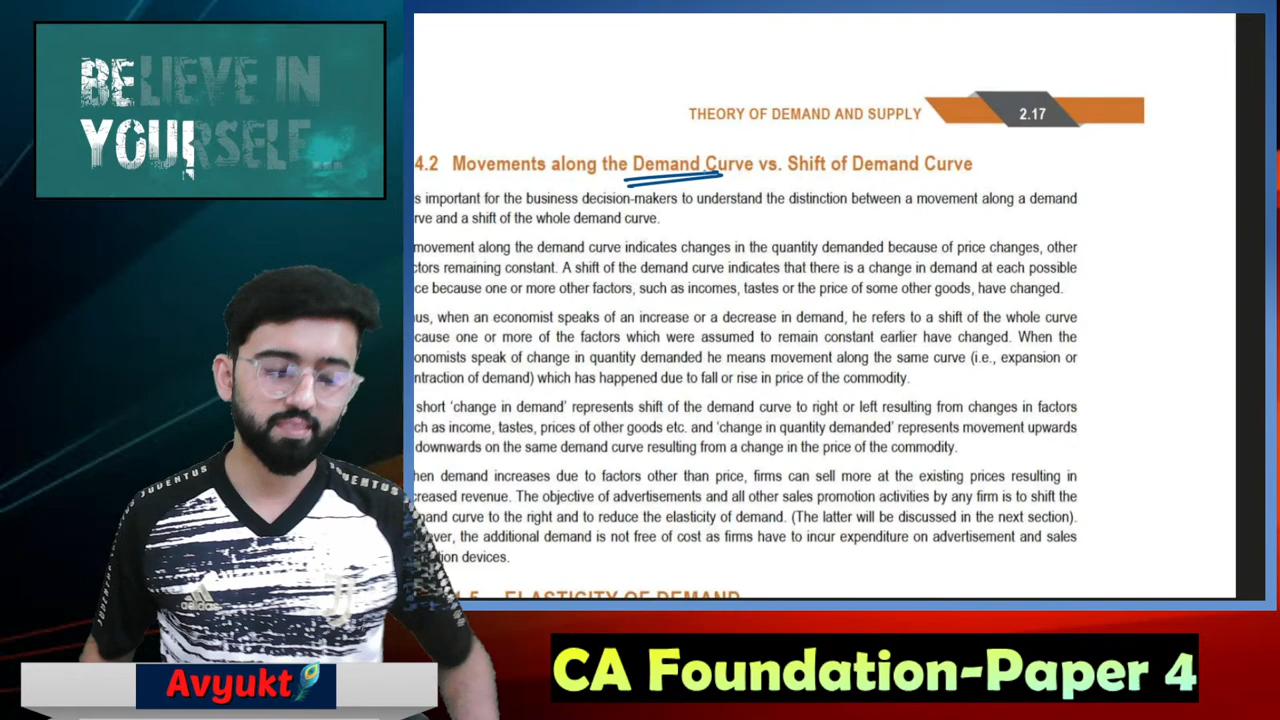 BELIEVE IN
YOURSELF
THEORY OF DEMAND AND SUPPLY 2.17
4.2 Movements along the Demand Curve vs. Shift of Demand Curve
s important for the business decision-makers to understand the distinction between a movement along a demand
rve and a shift of the whole demand curve.
movement along the demand curve indicates changes in the quantity demanded because of price changes, other
ctors remaining constant. A shift of the demand curve indicates that there is a change in demand at each possible
ce because one or more other factors, such as incomes, tastes or the price of some other goods, have changed.
us, when an economist speaks of an increase or a decrease in demand, he refers to a shift of the whole curve
cause one or more of the factors which were assumed to remain constant earlier have changed. When the
onomists speak of change in quantity demanded he means movement along the same curve (i.e., expansion or
ntraction of demand) which has happened due to fall or rise in price of the commodity.
short ‘change in demand’ represents shift of the demand curve to right or left resulting from changes in factors
ch as income, tastes, prices of other goods etc. and ‘change in quantity demanded’ represents movement upwards
downwards on the same demand curve resulting from a change in the price of the commodity.
hen demand increases due to factors other than price, firms can sell more at the existing prices resulting in
creased revenue. The objective of advertisements and all other sales promotion activities by any firm is to shift the
mand curve to the right and to reduce the elasticity of demand. (The latter will be discussed in the next section).
ever, the additional demand is not free of cost as firms have to incur expenditure on advertisement and sales
devices.
ELASTICITY OF DEMAND
JUVENTUS
JUVENTUS
adidas
Avyukt
CA Foundation-Paper 4